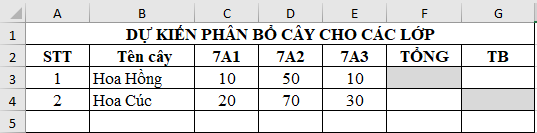 A B C D E F G
1 DỰ KIẾN PHÂN BỔ CÂY CHO CÁC LỚP
2 STT Tên cây 7A1 7A2 7A3 TỔNG TB
3 1 Hoa Hồng 10 50 10
4 2 Hoa Cúc 20 70 30
5